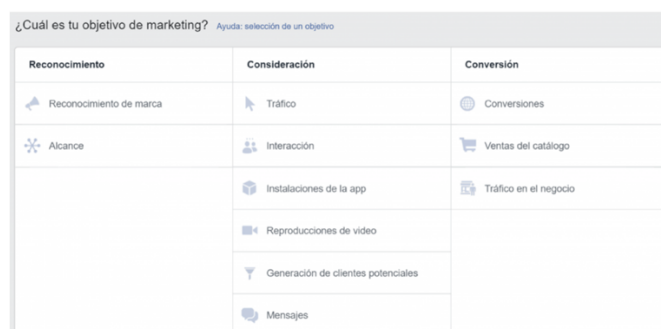 ¿Cuál es tu objetivo de marketing? Ayuda: selección de un objetivo
Reconocimiento Consideración Conversión
Reconocimiento de marca Tráfico Conversiones
Alcance Interacción Ventas del catálogo
Instalaciones de la app Tráfico en el negocio
Reproducciones de video
Generación de clientes potenciales
Mensajes